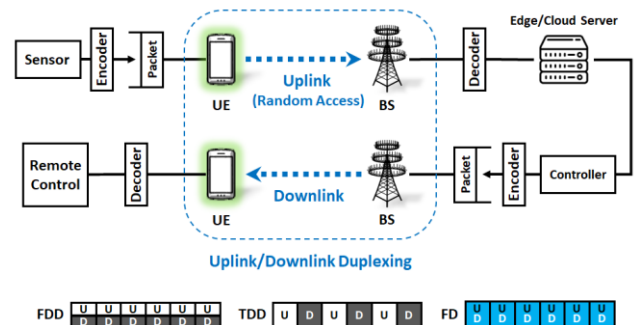 Edge/Cloud Server
Sensor
Encoder
Packet
UE
Uplink
(Random Access)
BS
Decoder
Remote
Control
Decoder
UE
Downlink
BS
Packet
Encoder
Controller
Uplink/Downlink Duplexing
FDD U U U U U U TDD U D U D U D FD U U U U U U
D D D D D D D D D D D D